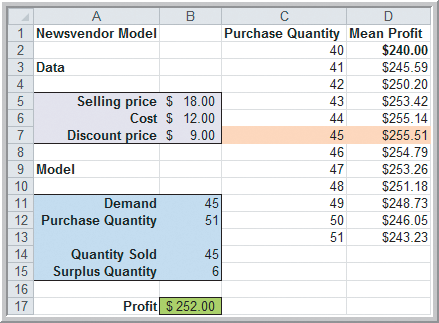 A B C D
1 Newsvendor Model Purchase Quantity Mean Profit
2 40 $240.00
3 Data 41 $245.59
4 42 $250.20
5 Selling price $ 18.00 43 $253.42
6 Cost $ 12.00 44 $255.14
7 Discount price $ 9.00 45 $255.51
8 46 $254.79
9 Model 47 $253.26
10 48 $251.18
11 Demand 45 49 $248.73
12 Purchase Quantity 51 50 $246.05
13 51 $243.23
14 Quantity Sold 45
15 Surplus Quantity 6
16
17 Profit $ 252.00